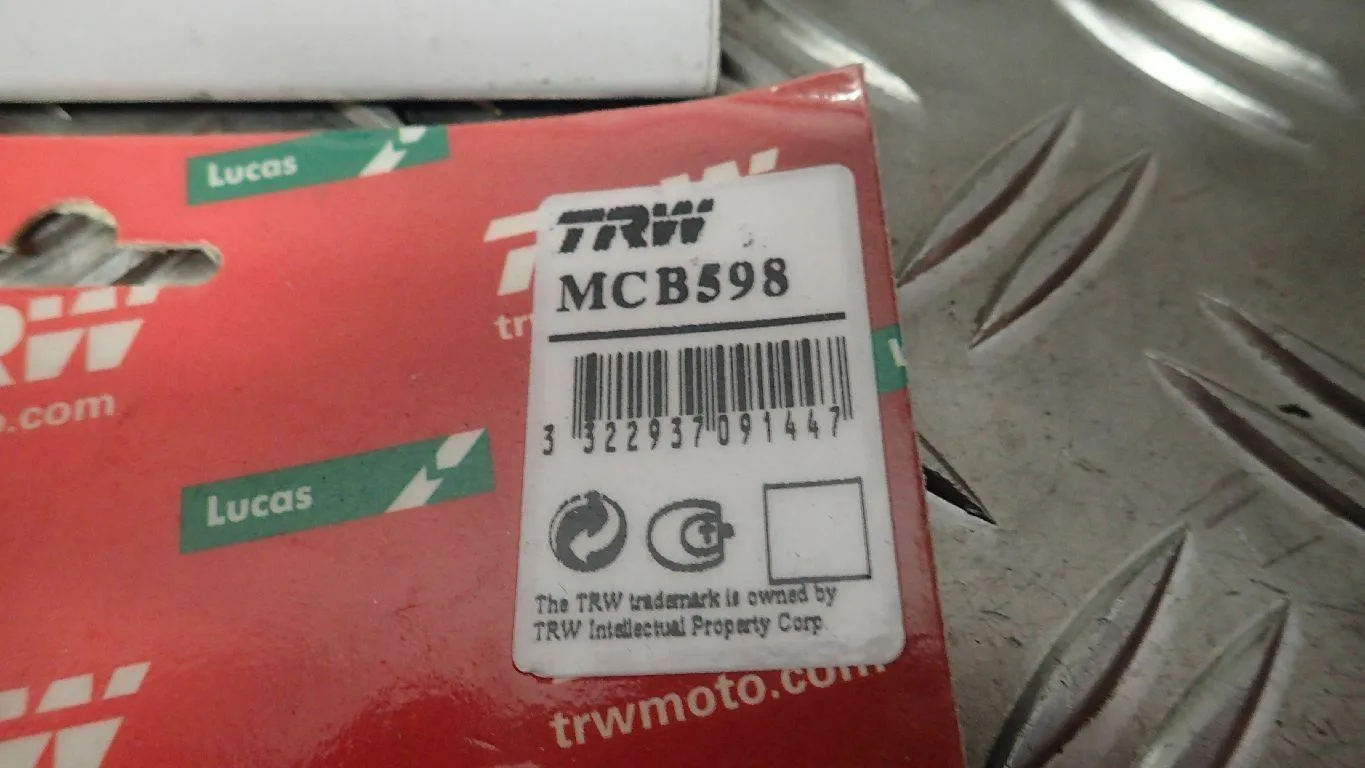 Lucas
TRW
MCB598
RW
.com
3 322937 091447
Lucas
The TRW trademark is owned by
TRW Intellectual Property Corp.
trwmoto.com